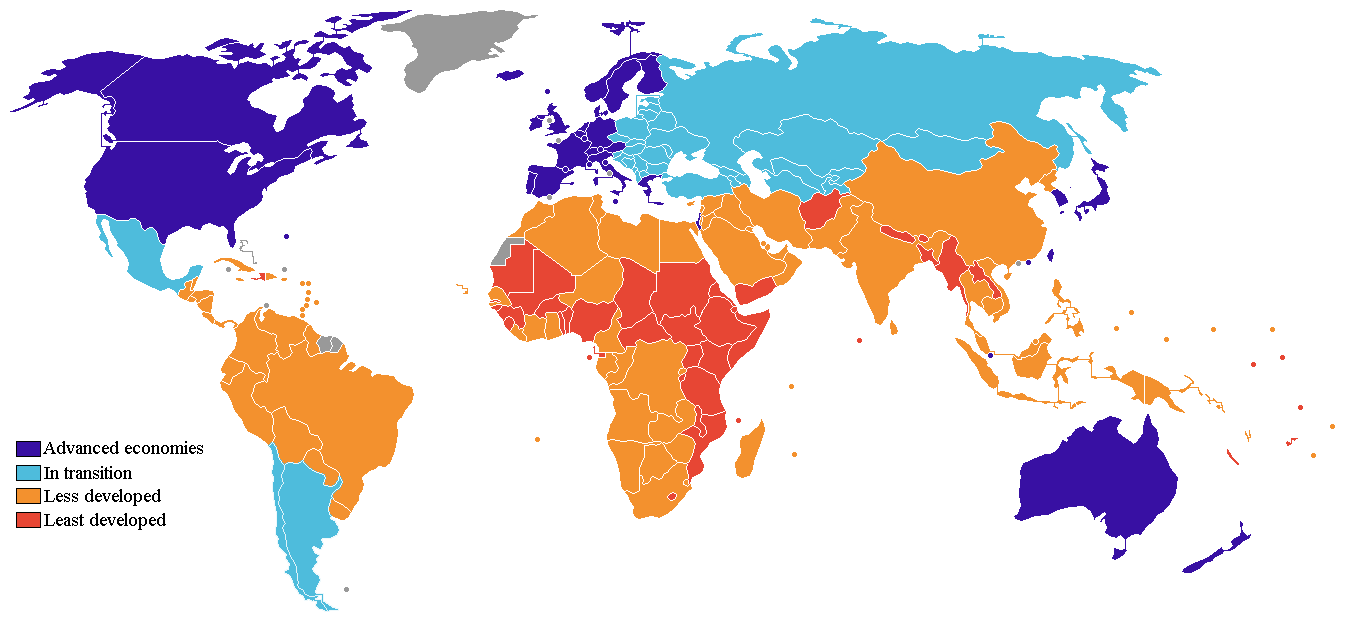 Advanced economies
In transition
Less developed
Least developed